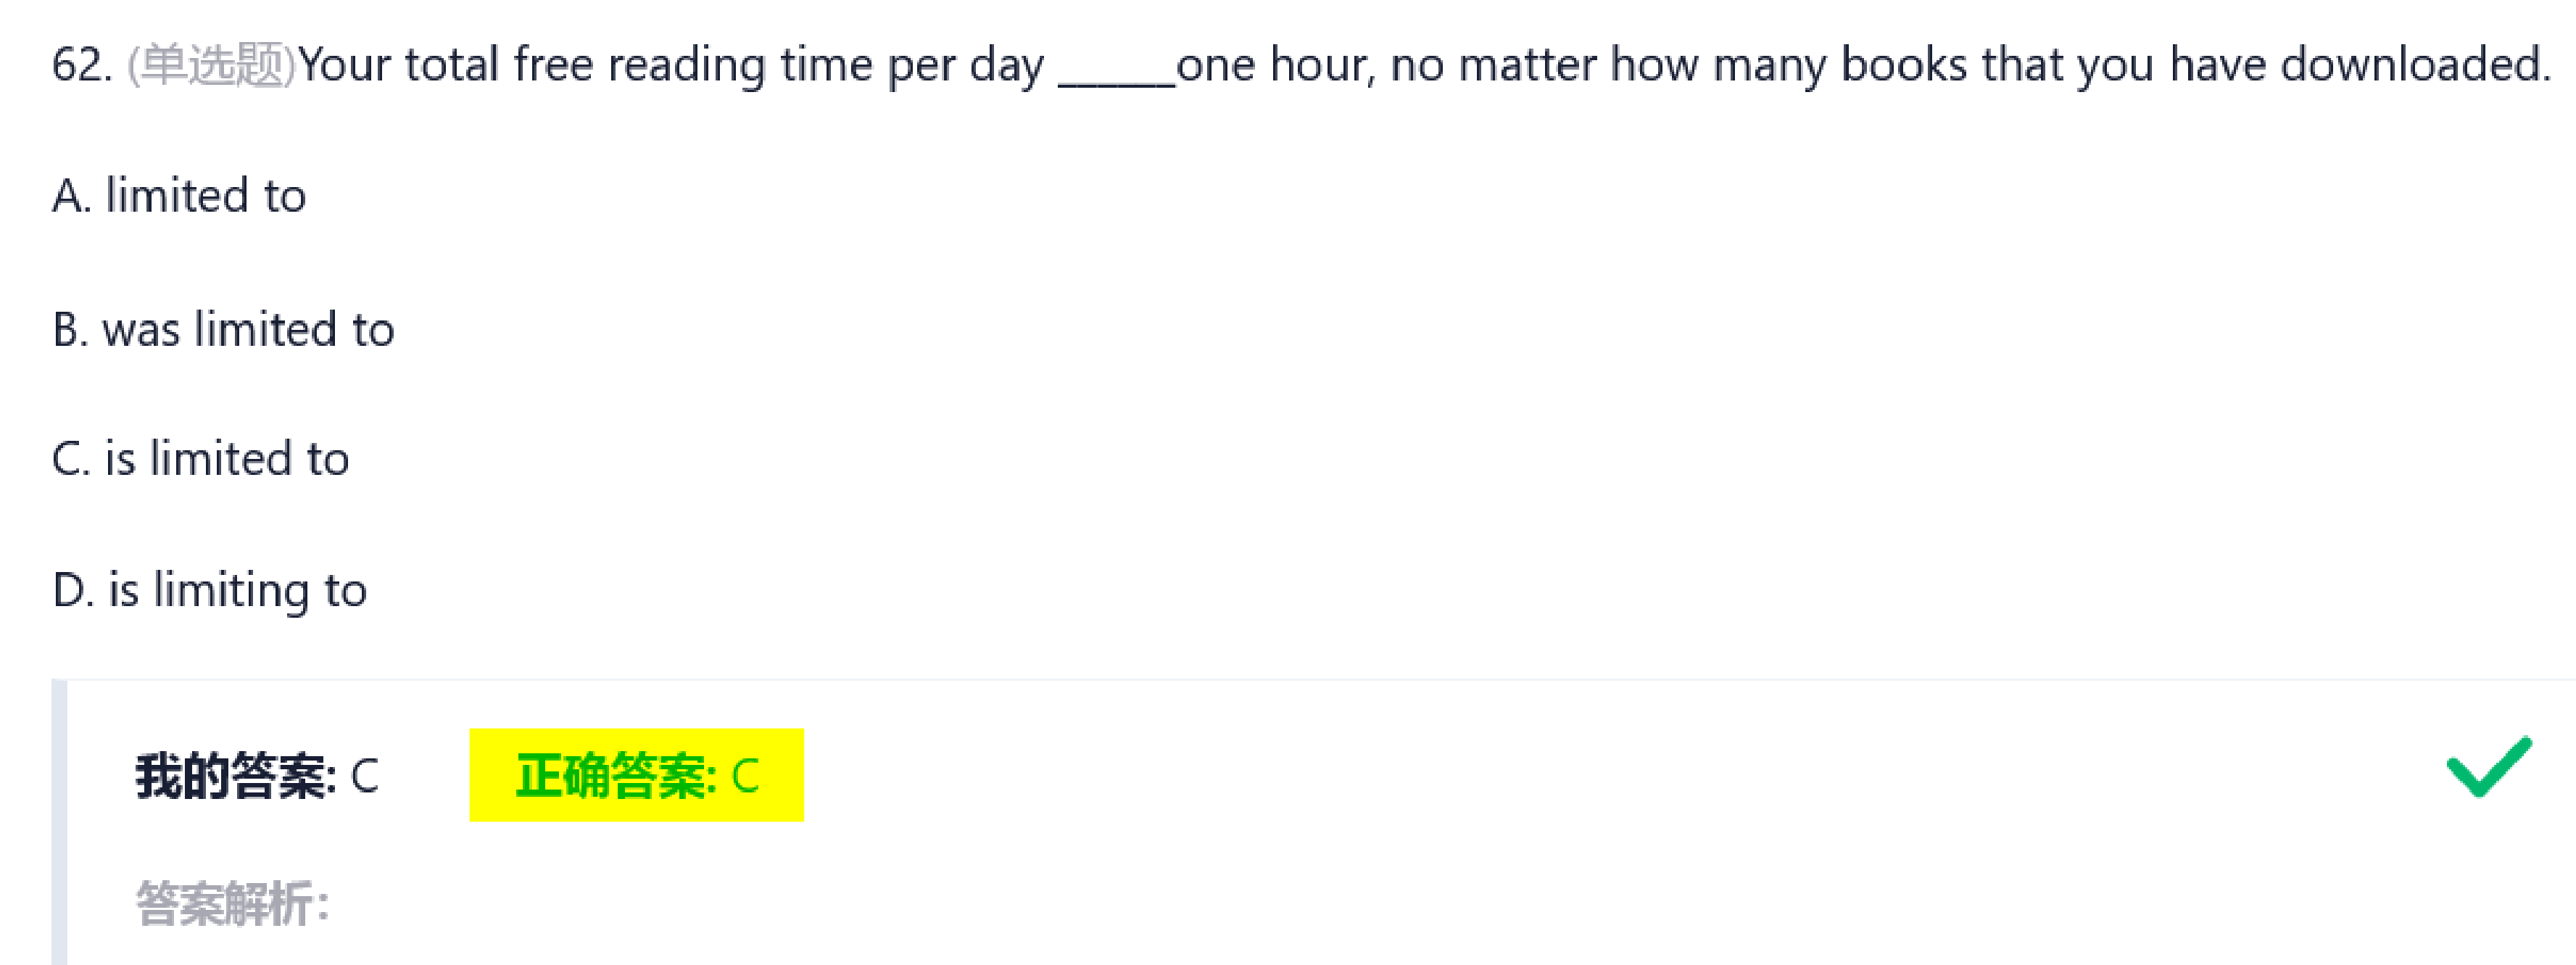 62. (单选题)Your total free reading time per day ______one hour, no matter how many books that you have downloaded.
A. limited to
B. was limited to
C. is limited to
D. is limiting to
我的答案: C 正确答案: C
答案解析: